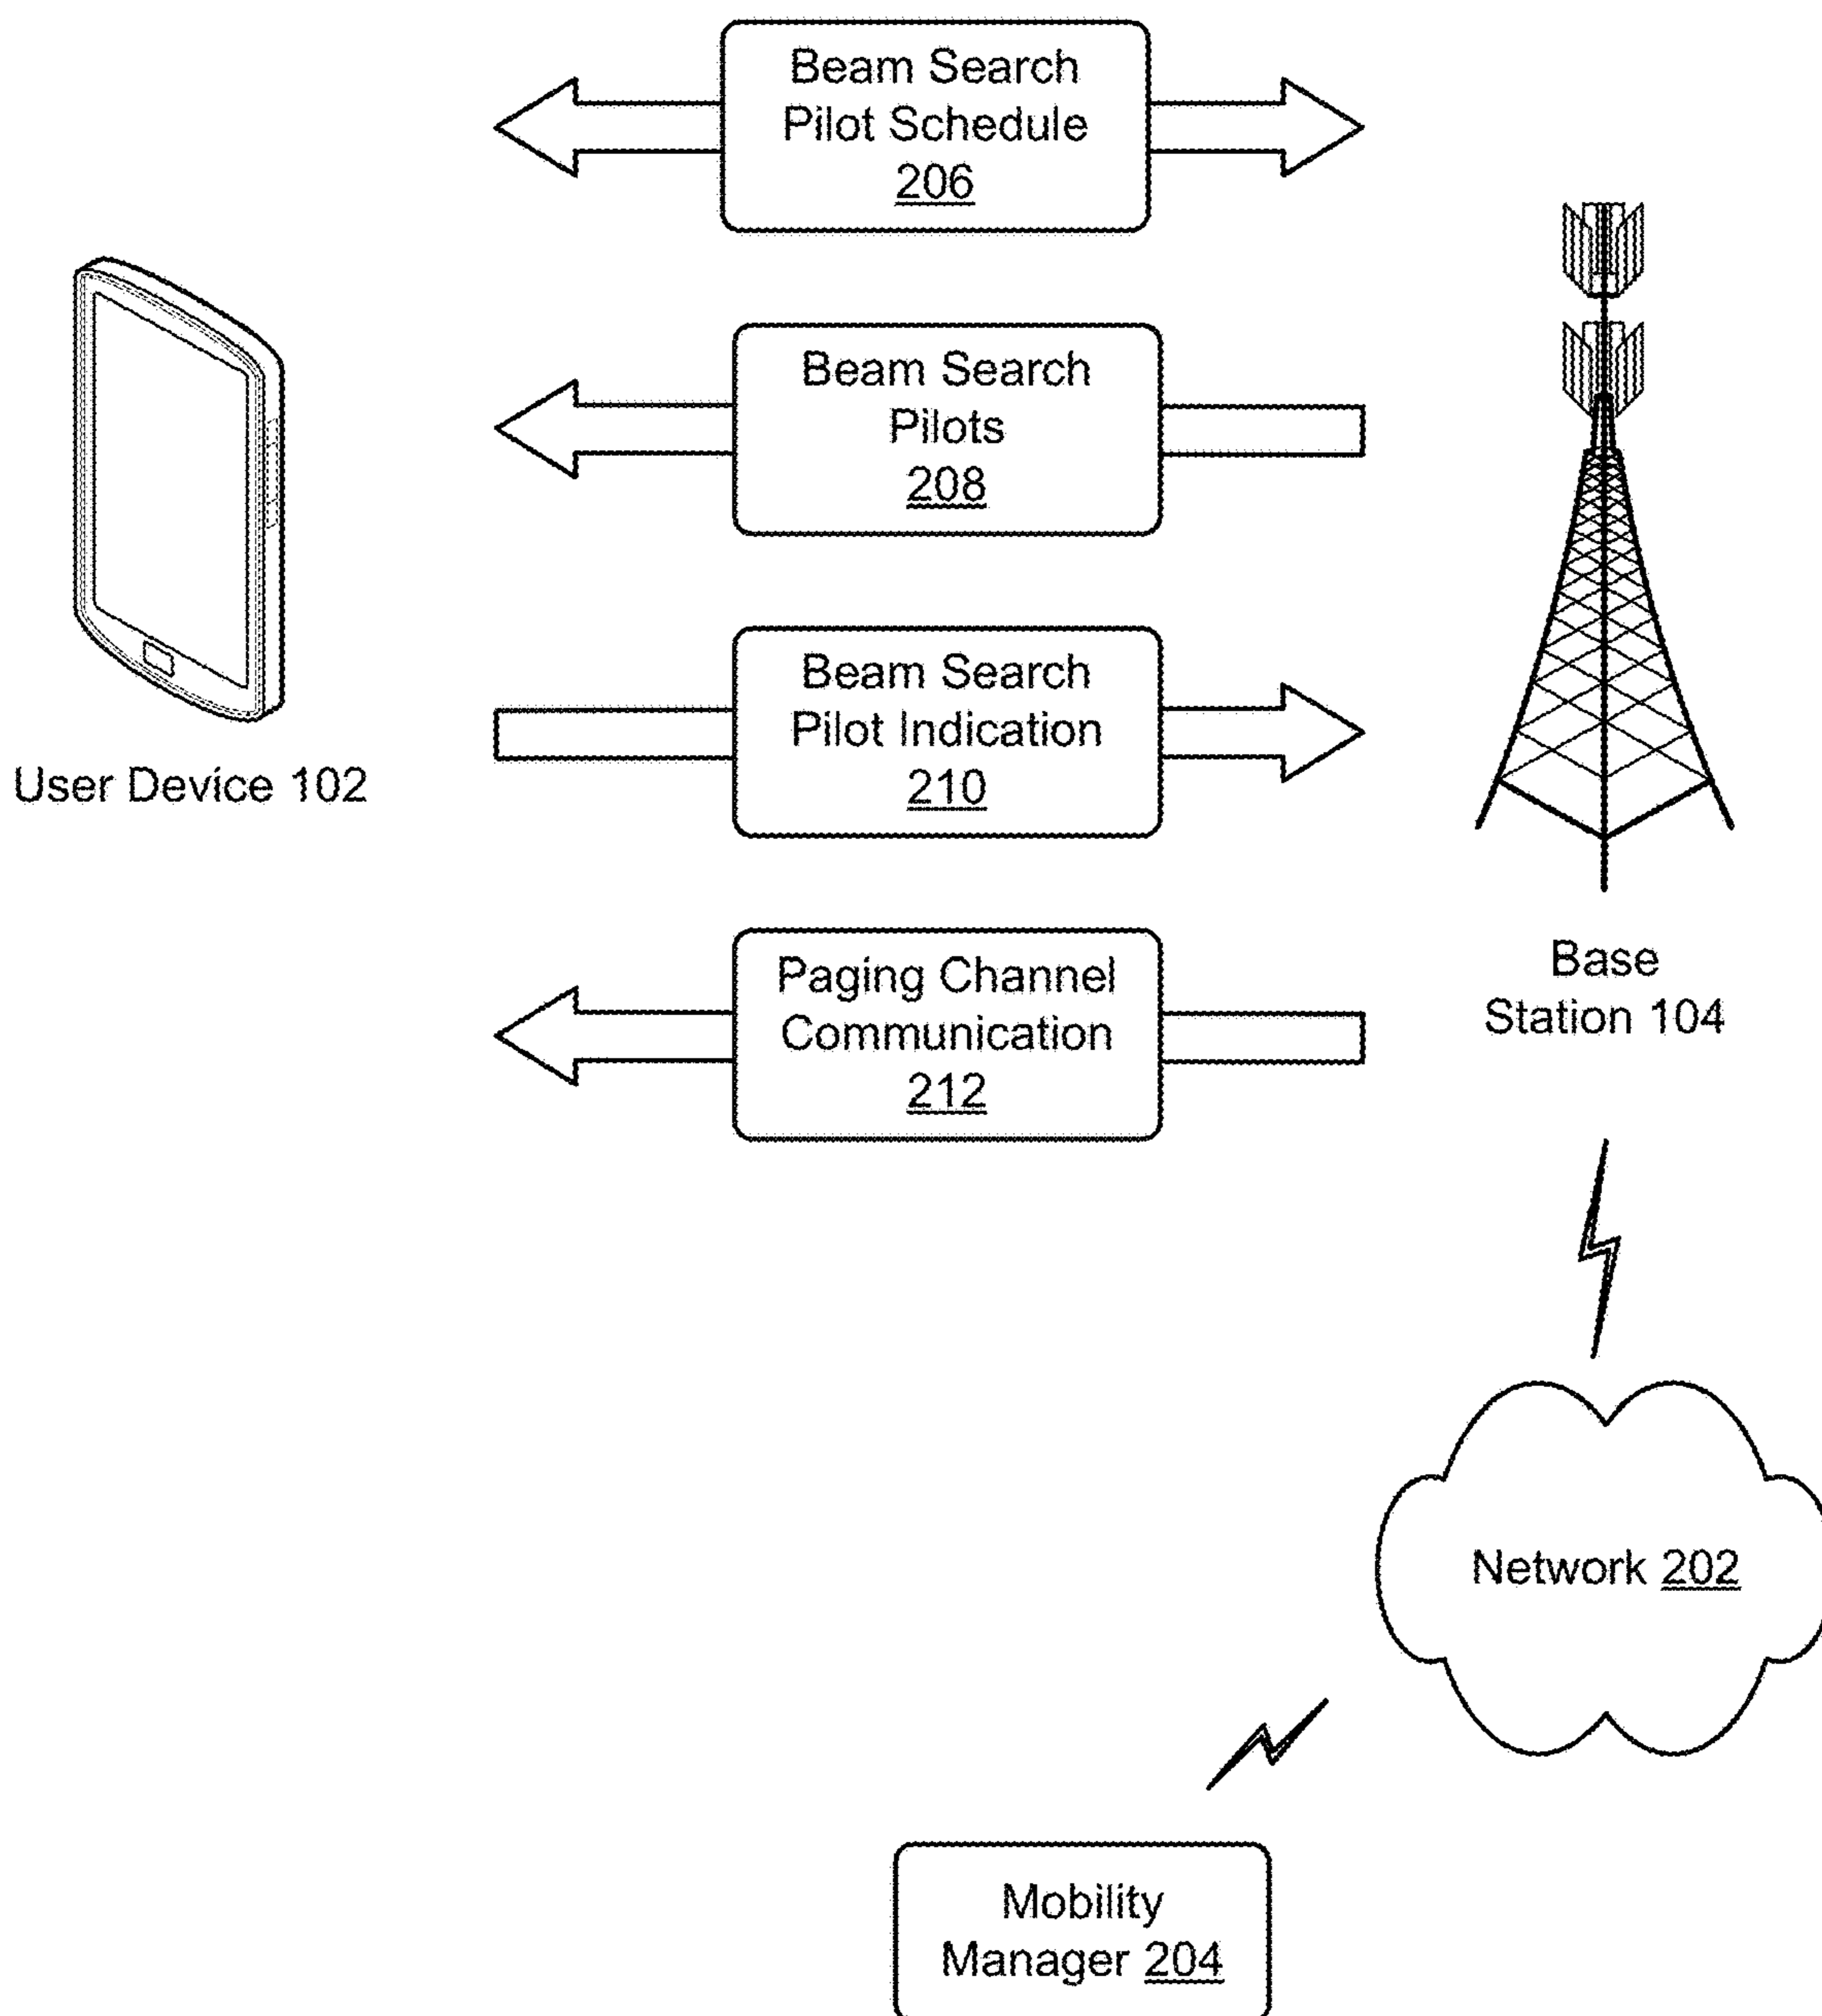 Beam Search
Pilot Schedule
206
Beam Search
Pilots
208
Beam Search
Pilot Indication
210
User Device 102
Paging Channel
Communication
212
Base
Station 104
Network 202
Mobility
Manager 204